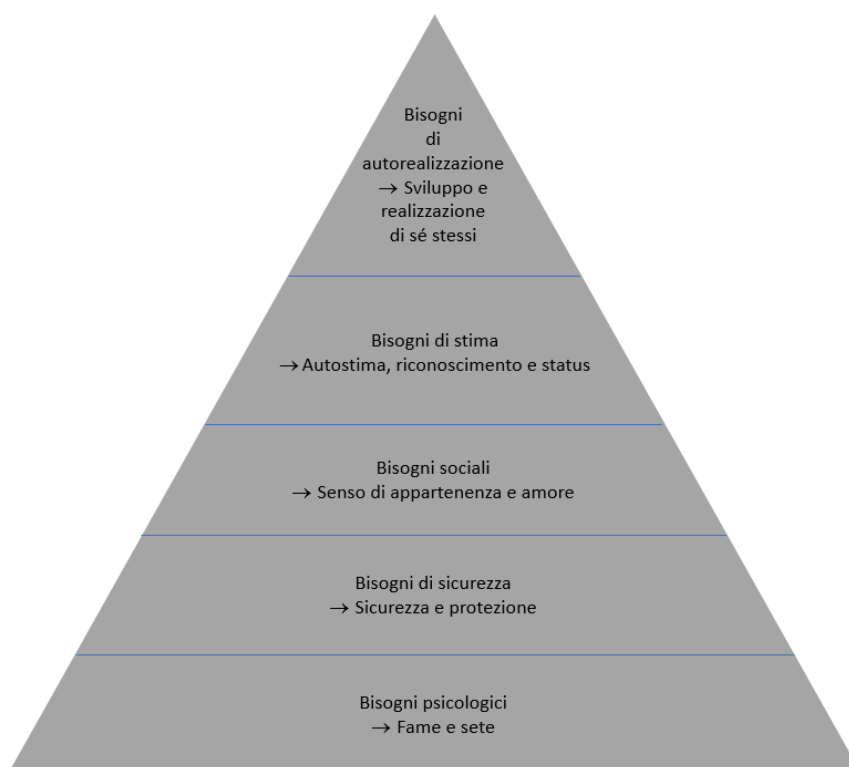 Bisogni
di
autorealizzazione
→ Sviluppo e
realizzazione
di sé stessi
Bisogni di stima
→ Autostima, riconoscimento e status
Bisogni sociali
→ Senso di appartenenza e amore
Bisogni di sicurezza
→ Sicurezza e protezione
Bisogni psicologici
→ Fame e sete